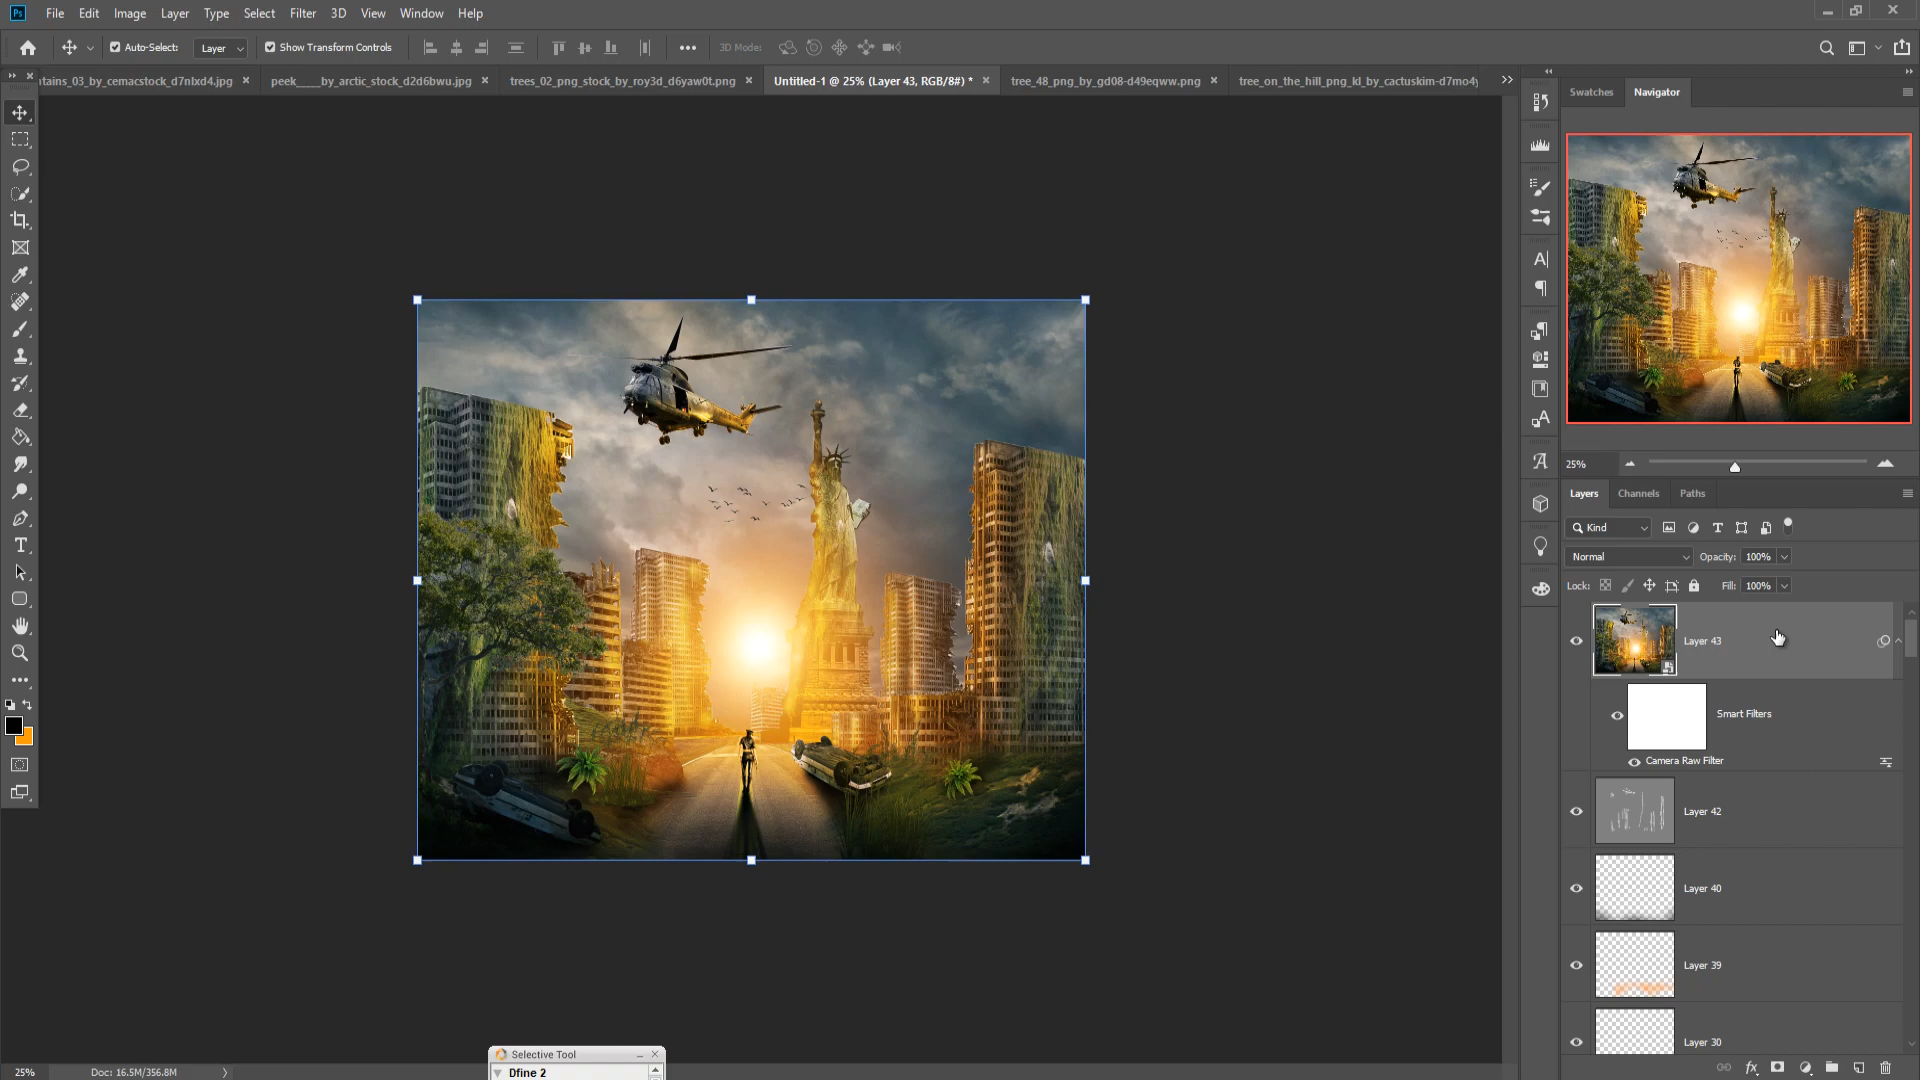 Ps File Edit Image Layer Type Select Filter 3D View Window Help
Auto-Select: Layer Show Transform Controls 3D Mode:
tains_03_by_cemacstock_d7nlxd4.jpg peek____by_arctic_stock_d2d6bwu.jpg trees_02_png_stock_by_roy3d_d6yaw0t.png Untitled-1 @ 25% (Layer 43, RGB/8#) * tree_48_png_by_gd08-d49eqww.png tree_on_the_hill_png_kl_by_cactuskim-d7mo4y
Swatches Navigator
25%
Layers Channels Paths
Kind
Normal Opacity: 100%
Lock: Fill: 100%
Layer 43
Smart Filters
Camera Raw Filter
Layer 42
Layer 40
Layer 39
Layer 30
Selective Tool
Dfine 2
25% Doc: 16.5M/356.8M